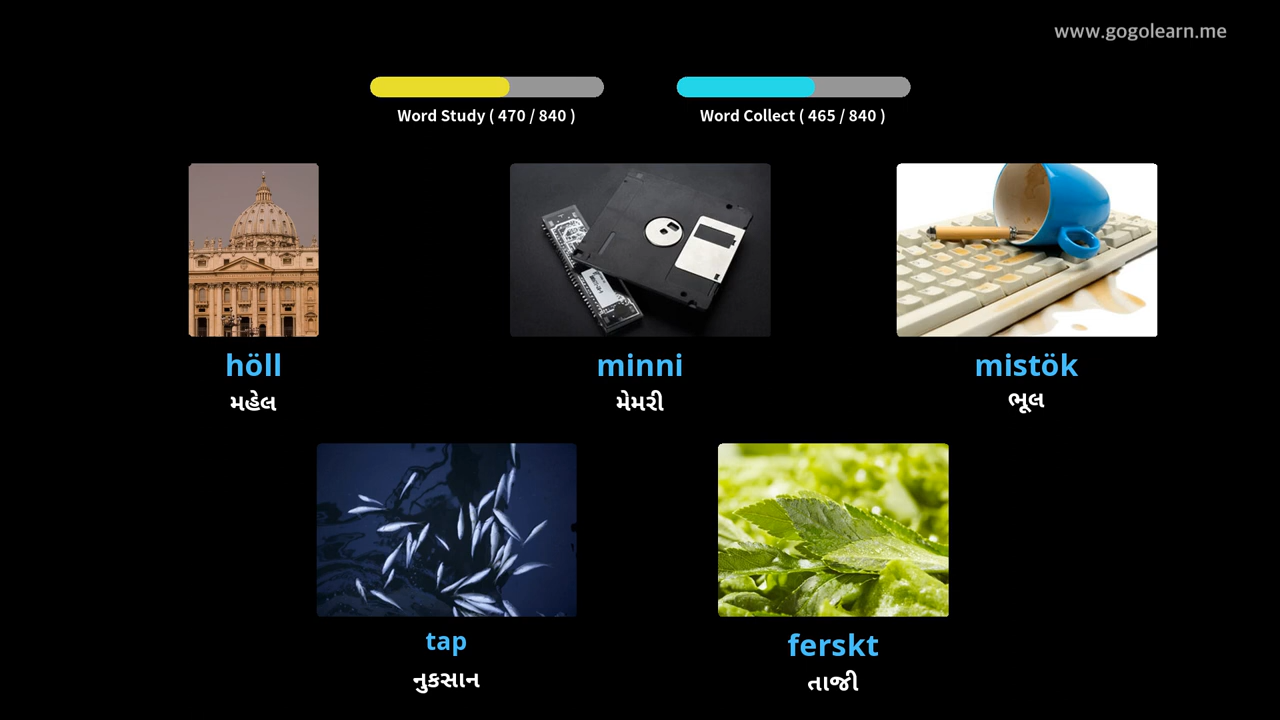 www.gogolearn.me
Word Study ( 470 / 840 )
Word Collect ( 465 / 840 )
höll
મહેલ
minni
મેમરી
mistök
ભૂલ
tap
નુકસાન
ferskt
તાજી